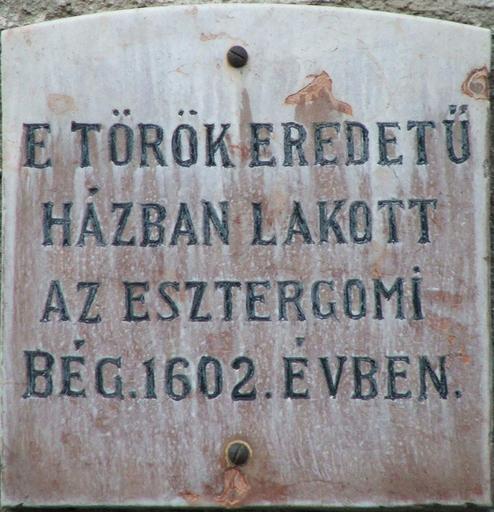 E TÖRÖK EREDETŰ
HÁZBAN LAKOTT
AZ ESZTERGOMI
BÉG.1602.ÉVBEN.